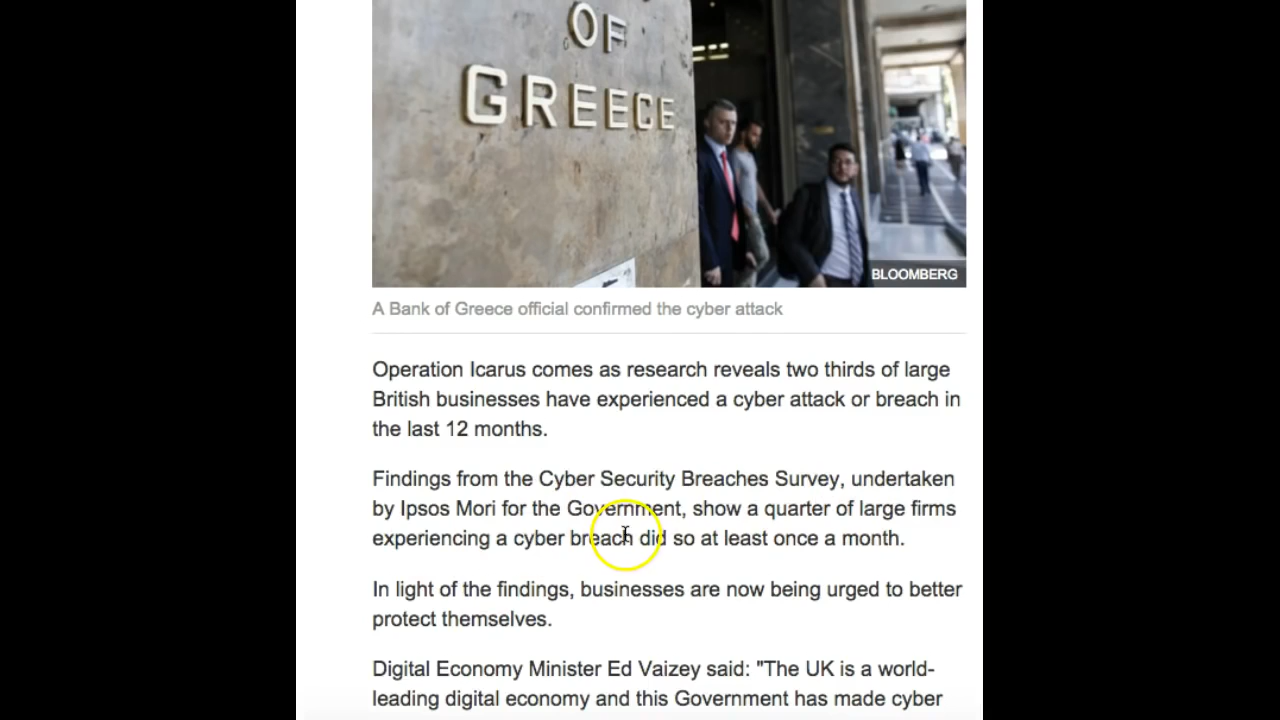 OF
GREECE
BLOOMBERG
A Bank of Greece official confirmed the cyber attack
Operation Icarus comes as research reveals two thirds of large
British businesses have experienced a cyber attack or breach in
the last 12 months.
Findings from the Cyber Security Breaches Survey, undertaken
by Ipsos Mori for the Government, show a quarter of large firms
experiencing a cyber breach did so at least once a month.
In light of the findings, businesses are now being urged to better
protect themselves.
Digital Economy Minister Ed Vaizey said: "The UK is a world-
leading digital economy and this Government has made cyber